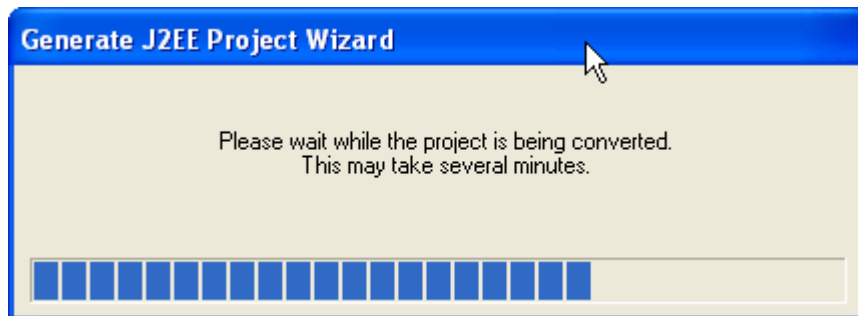 Generate J2EE Project Wizard
Please wait while the project is being converted.
This may take several minutes.